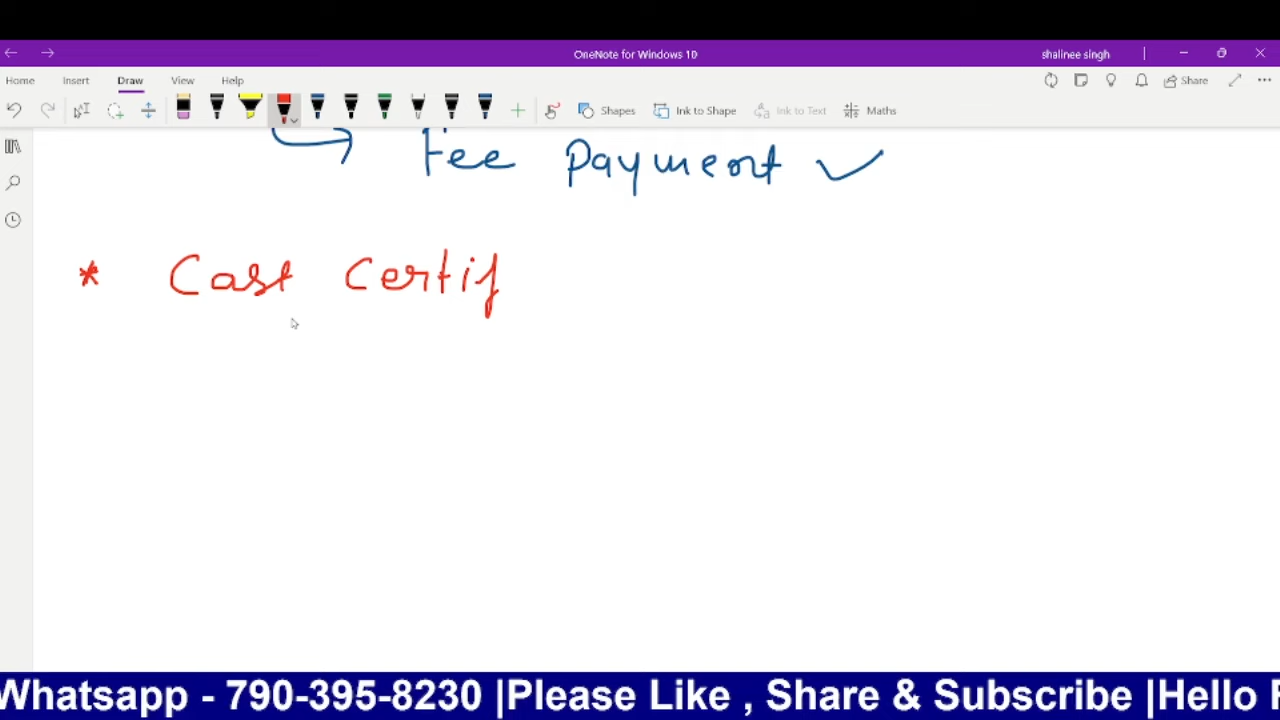 OneNote for Windows 10
shalinee singh
Home Insert Draw View Help
Share
Shapes Ink to Shape Ink to Text Maths
Fee Payment
* Cast Certif
Whatsapp - 790-395-8230 |Please Like , Share & Subscribe |Hello F